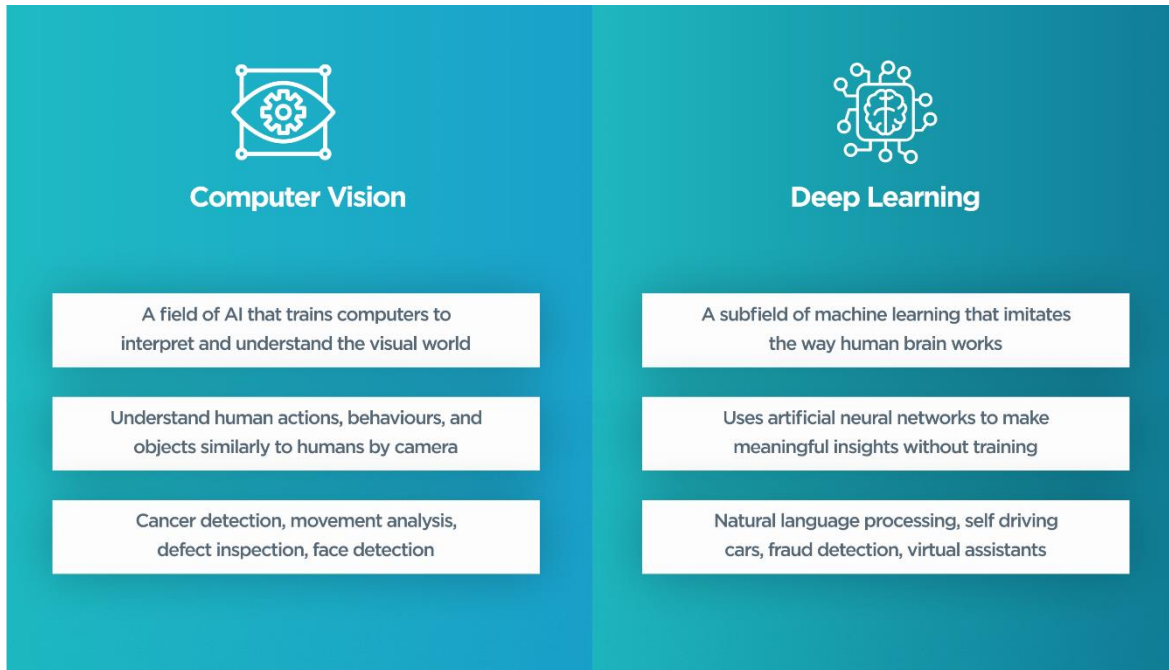 Computer Vision
A field of AI that trains computers to
interpret and understand the visual world
Understand human actions, behaviours, and
objects similarly to humans by camera
Cancer detection, movement analysis,
defect inspection, face detection
Deep Learning
A subfield of machine learning that imitates
the way human brain works
Uses artificial neural networks to make
meaningful insights without training
Natural language processing, self driving
cars, fraud detection, virtual assistants